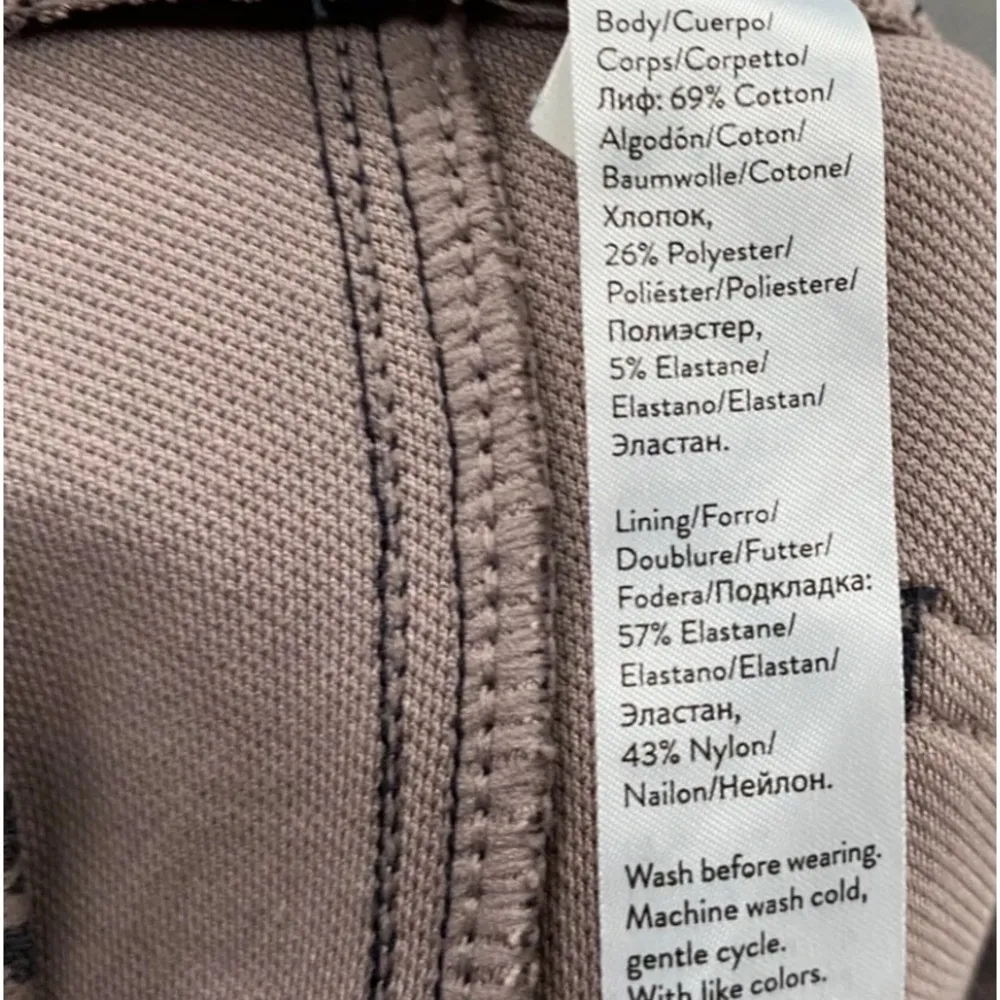 Body/Cuerpo/
Corps/Corpetto/
Лиф: 69% Cotton/
Algodón/Coton/
Baumwolle/Cotone/
Хлопок,
26% Polyester/
Poliéster/Poliestere/
Полиэстер,
5% Elastane/
Elastano/Elastan/
Эластан.
Lining/Forro/
Doublure/Futter/
Fodera/Подкладка:
57% Elastane/
Elastano/Elastan/
Эластан,
43% Nylon/
Nailon/Нейлон.
Wash before wearing.
Machine wash cold,
gentle cycle.
With like colors.